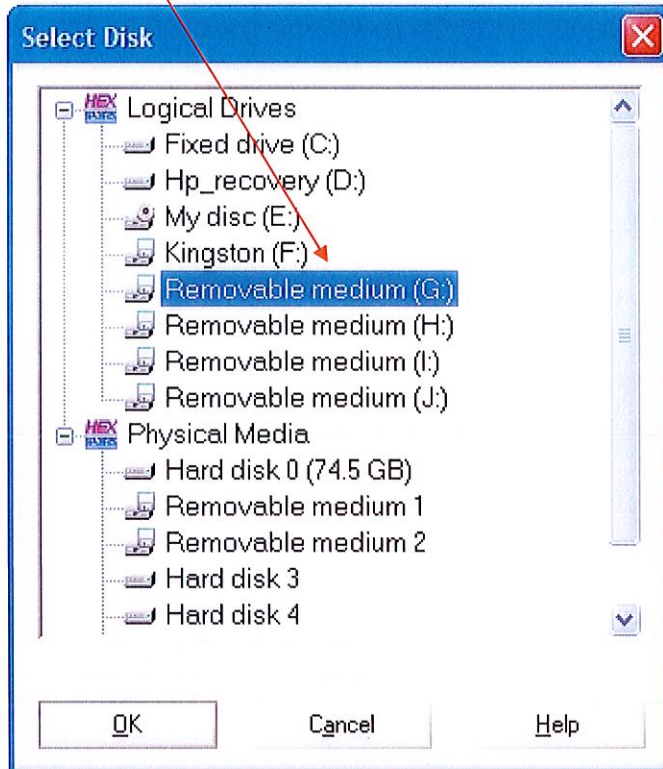 Select Disk
HEX Logical Drives
Fixed drive (C:)
Hp_recovery (D:)
My disc (E:)
Kingston (F:)
Removable medium (G:)
Removable medium (H:)
Removable medium (I:)
Removable medium (J:)
HEX Physical Media
Hard disk 0 (74.5 GB)
Removable medium 1
Removable medium 2
Hard disk 3
Hard disk 4
OK Cancel Help